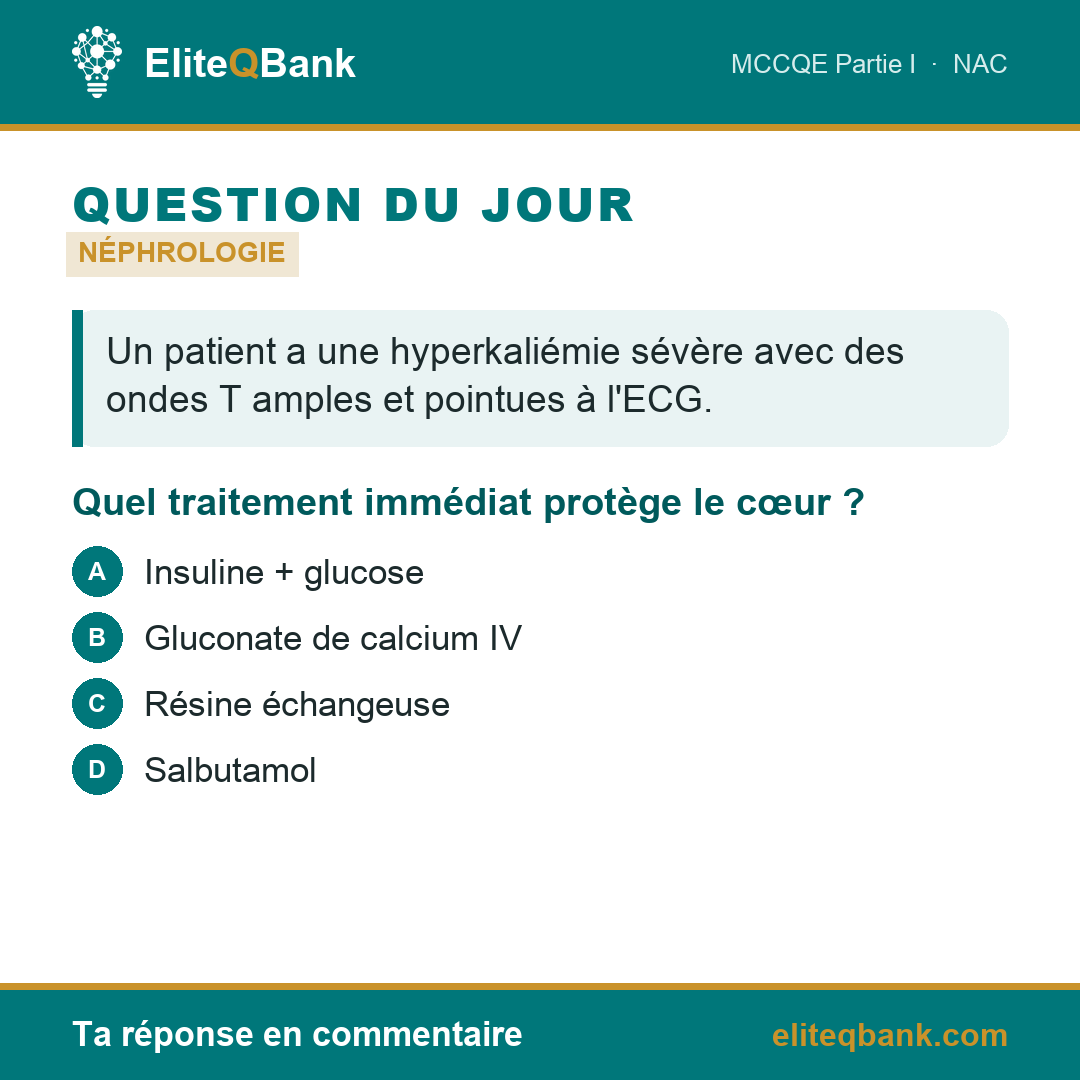 EliteQBank
MCCQE Partie I · NAC
QUESTION DU JOUR
NÉPHROLOGIE
Un patient a une hyperkaliémie sévère avec des
ondes T amples et pointues à l'ECG.
Quel traitement immédiat protège le cœur ?
A Insuline + glucose
B Gluconate de calcium IV
C Résine échangeuse
D Salbutamol
Ta réponse en commentaire
eliteqbank.com